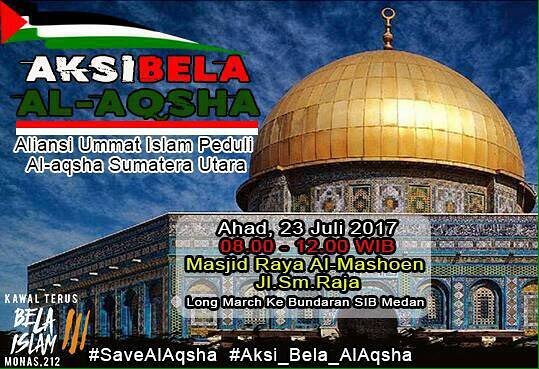 AKSIBELA
AL-AQSHA
Aliansi Ummat Islam Peduli
Al-aqsha Sumatera Utara
Ahad, 23 Juli 2017
08.00 - 12.00 WIB
Masjid Raya Al-Mashoen
Jl.Sm.Raja
Long March Ke Bundaran SIB Medan
KAWAL TERUS
BELA
ISLAM III
MONAS.212
#SaveAlAqsha #Aksi_Bela_AlAqsha